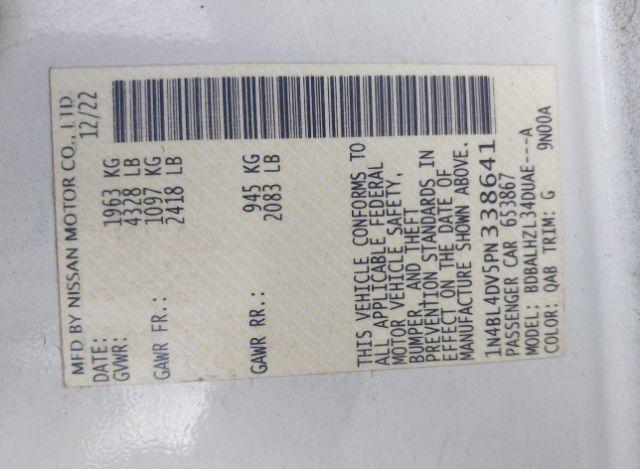 MFD BY NISSAN MOTOR CO., LTD
DATE: 12/22
GVWR: 1963 KG
4328 LB
GAWR FR.: 1097 KG
2418 LB
GAWR RR.: 945 KG
2083 LB
THIS VEHICLE CONFORMS TO
ALL APPLICABLE FEDERAL
MOTOR VEHICLE SAFETY,
BUMPER, AND THEFT
PREVENTION STANDARDS IN
EFFECT ON THE DATE OF
MANUFACTURE SHOWN ABOVE.
1N4BL4DV5PN338641
PASSENGER CAR 653867
MODEL: BDBALHZL34DUAE---A
COLOR: QAB TRIM: G 9N00A